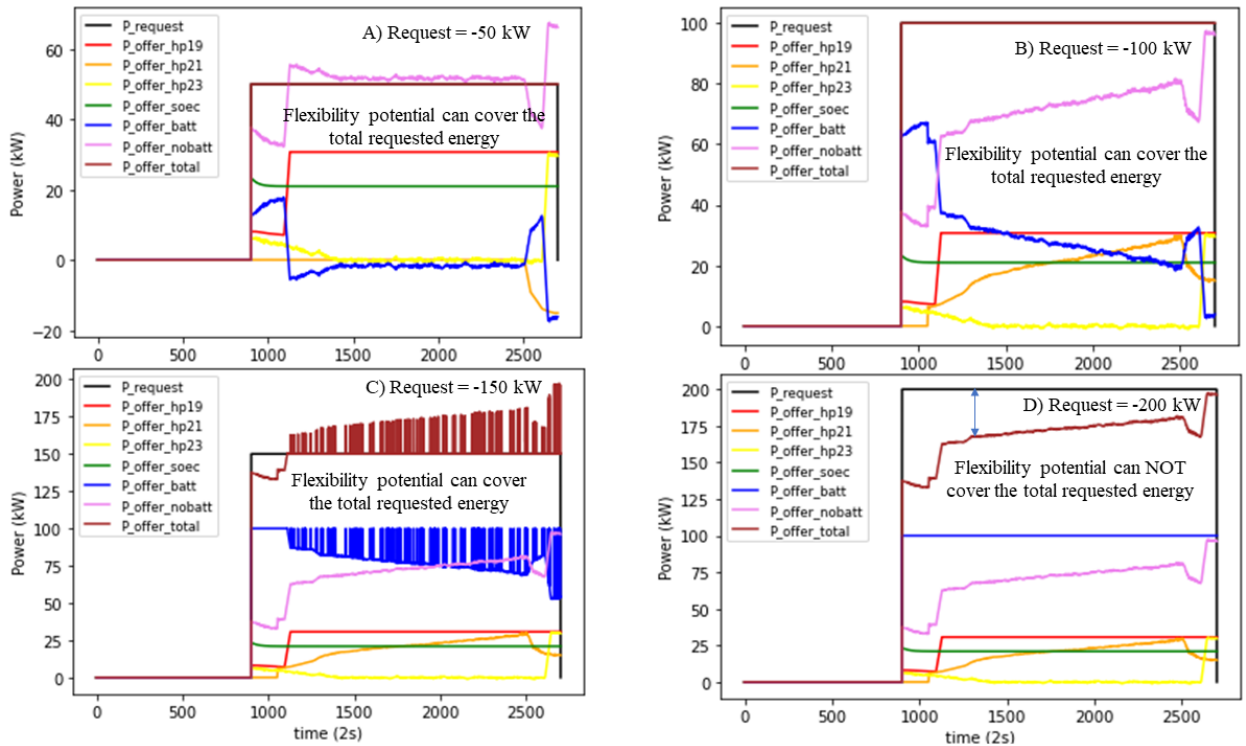 A) Request = -50 kW
P_request
P_offer_hp19
P_offer_hp21
P_offer_hp23
P_offer_soec
P_offer_batt
P_offer_nobatt
P_offer_total
Flexibility potential can cover the
total requested energy
Power (kW)
60
40
20
0
−20
0
500
1000
1500
2000
2500
B) Request = -100 kW
P_request
P_offer_hp19
P_offer_hp21
P_offer_hp23
P_offer_soec
P_offer_batt
P_offer_nobatt
P_offer_total
Flexibility potential can cover the
total requested energy
Power (kW)
100
80
60
40
20
0
0
500
1000
1500
2000
2500
C) Request = -150 kW
P_request
P_offer_hp19
P_offer_hp21
P_offer_hp23
P_offer_soec
P_offer_batt
P_offer_nobatt
P_offer_total
Flexibility potential can cover
the total requested energy
Power (kW)
200
175
150
125
100
75
50
25
0
0
500
1000
1500
2000
2500
time (2s)
D) Request = -200 kW
P_request
P_offer_hp19
P_offer_hp21
P_offer_hp23
P_offer_soec
P_offer_batt
P_offer_nobatt
P_offer_total
Flexibility potential can NOT
cover the total requested energy
Power (kW)
200
175
150
125
100
75
50
25
0
0
500
1000
1500
2000
2500
time (2s)